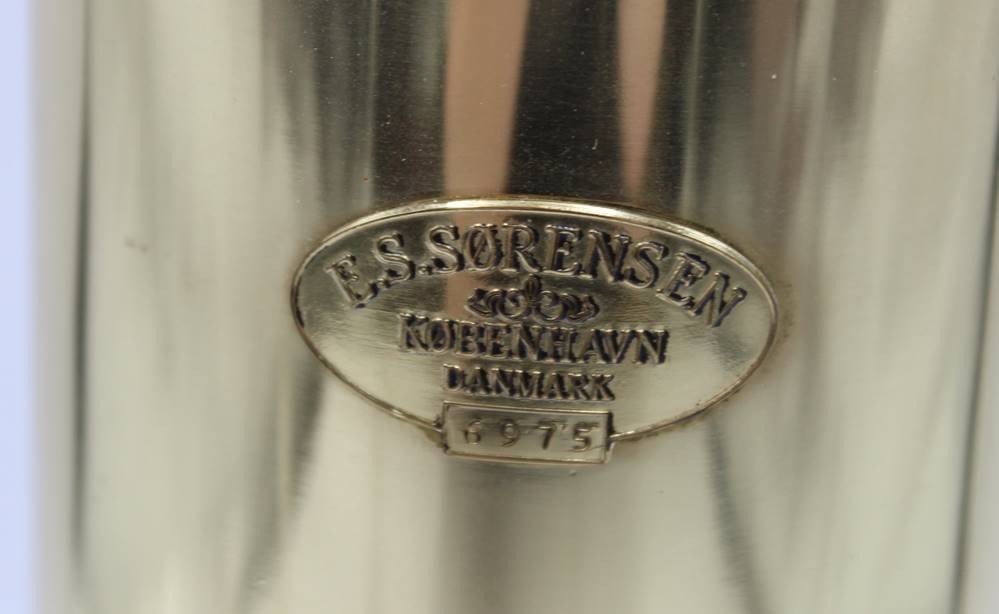 E.S.SØRENSEN
KØBENHAVN
DANMARK
6975